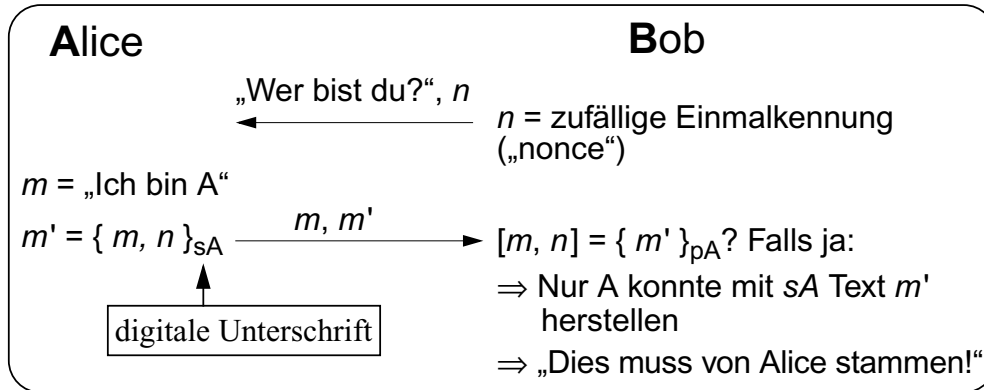 Alice
Bob
„Wer bist du?“, n
n = zufällige Einmalkennung
(„nonce“)
m = „Ich bin A“
m' = { m, n }sA
m, m'
[m, n] = { m' }pA? Falls ja:
⇒ Nur A konnte mit sA Text m'
herstellen
⇒ „Dies muss von Alice stammen!“
digitale Unterschrift